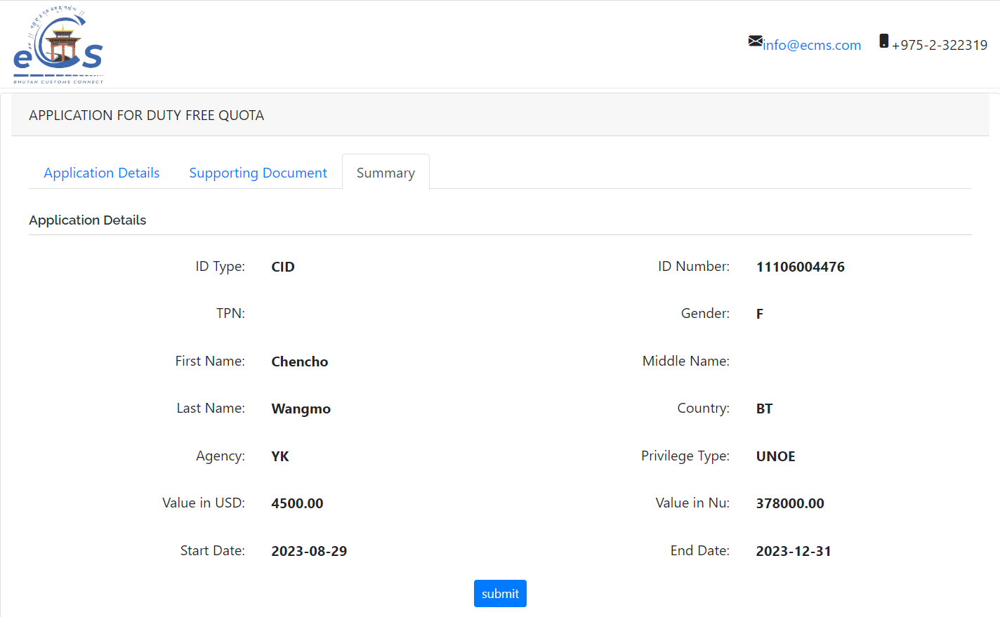 eCMS
BHUTAN CUSTOMS CONNECT
info@ecms.com +975-2-322319
APPLICATION FOR DUTY FREE QUOTA
Application Details Supporting Document Summary
Application Details
ID Type: CID ID Number: 11106004476
TPN: Gender: F
First Name: Chencho Middle Name:
Last Name: Wangmo Country: BT
Agency: YK Privilege Type: UNOE
Value in USD: 4500.00 Value in Nu: 378000.00
Start Date: 2023-08-29 End Date: 2023-12-31
submit